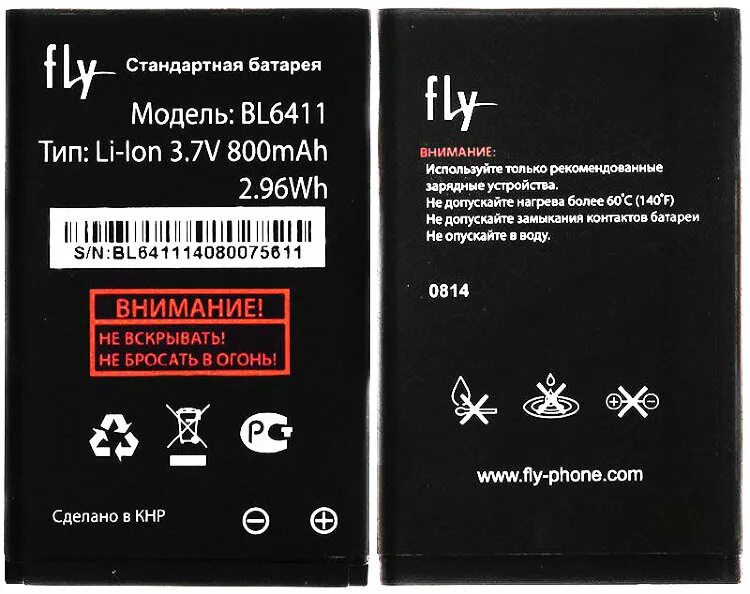 fly Стандартная батарея
Модель: BL6411
Тип: Li-Ion 3.7V 800mAh
2.96Wh
S/N:BL641114080075611
ВНИМАНИЕ!
НЕ ВСКРЫВАТЬ!
НЕ БРОСАТЬ В ОГОНЬ!
РСТ
Сделано в КНР
fly
ВНИМАНИЕ:
Используйте только рекомендованные
зарядные устройства.
Не допускайте нагрева более 60°С (140°F)
Не допускайте замыкания контактов батареи
Не опускайте в воду.
0814
www.fly-phone.com